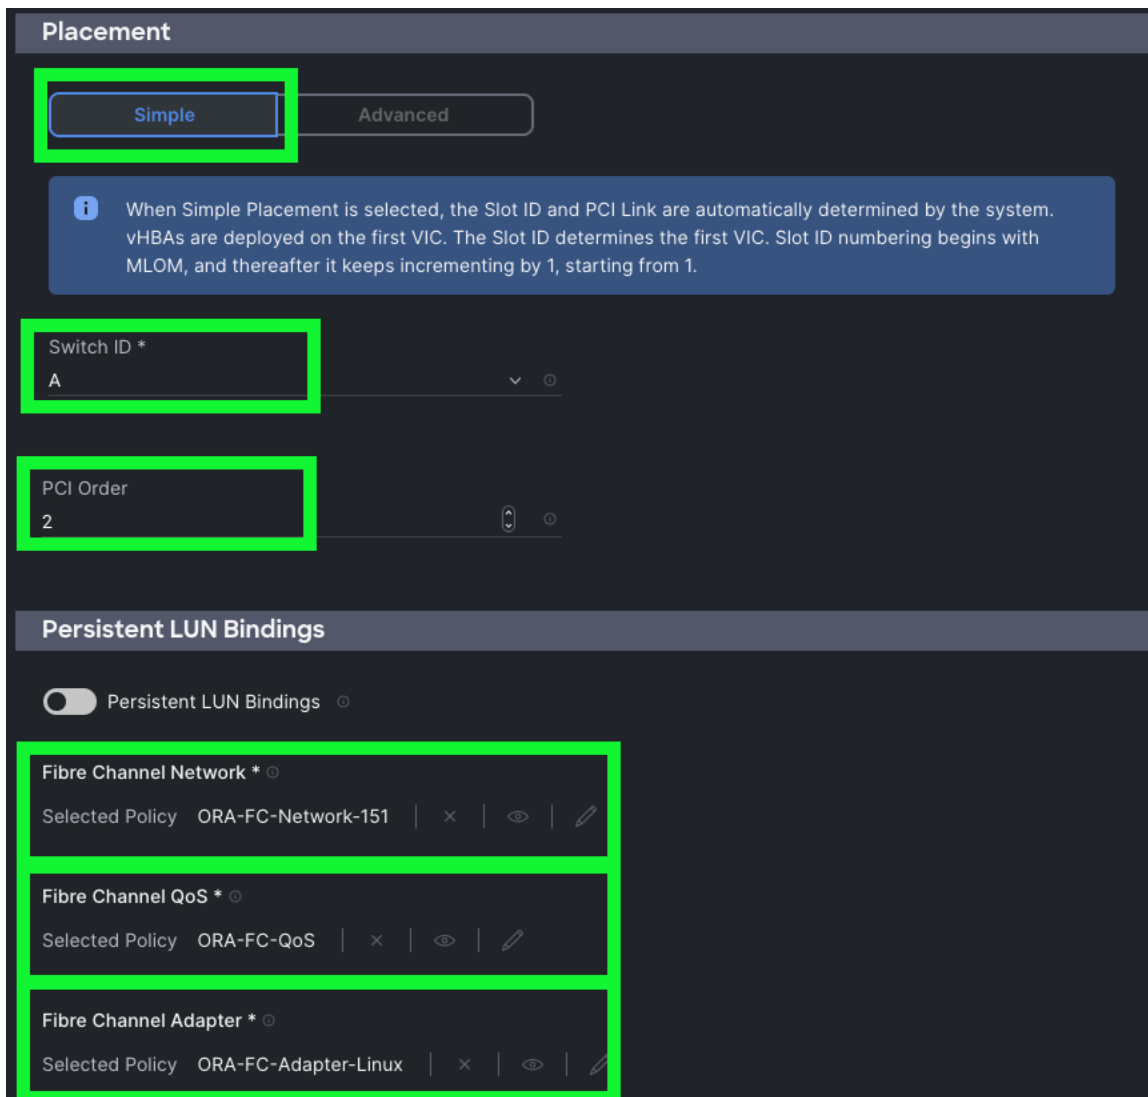 Placement
Simple
Advanced
When Simple Placement is selected, the Slot ID and PCI Link are automatically determined by the system.
vHBAs are deployed on the first VIC. The Slot ID determines the first VIC. Slot ID numbering begins with
MLOM, and thereafter it keeps incrementing by 1, starting from 1.
Switch ID *
A
PCI Order
2
Persistent LUN Bindings
Persistent LUN Bindings
Fibre Channel Network *
Selected Policy ORA-FC-Network-151
Fibre Channel QoS *
Selected Policy ORA-FC-QoS
Fibre Channel Adapter *
Selected Policy ORA-FC-Adapter-Linux